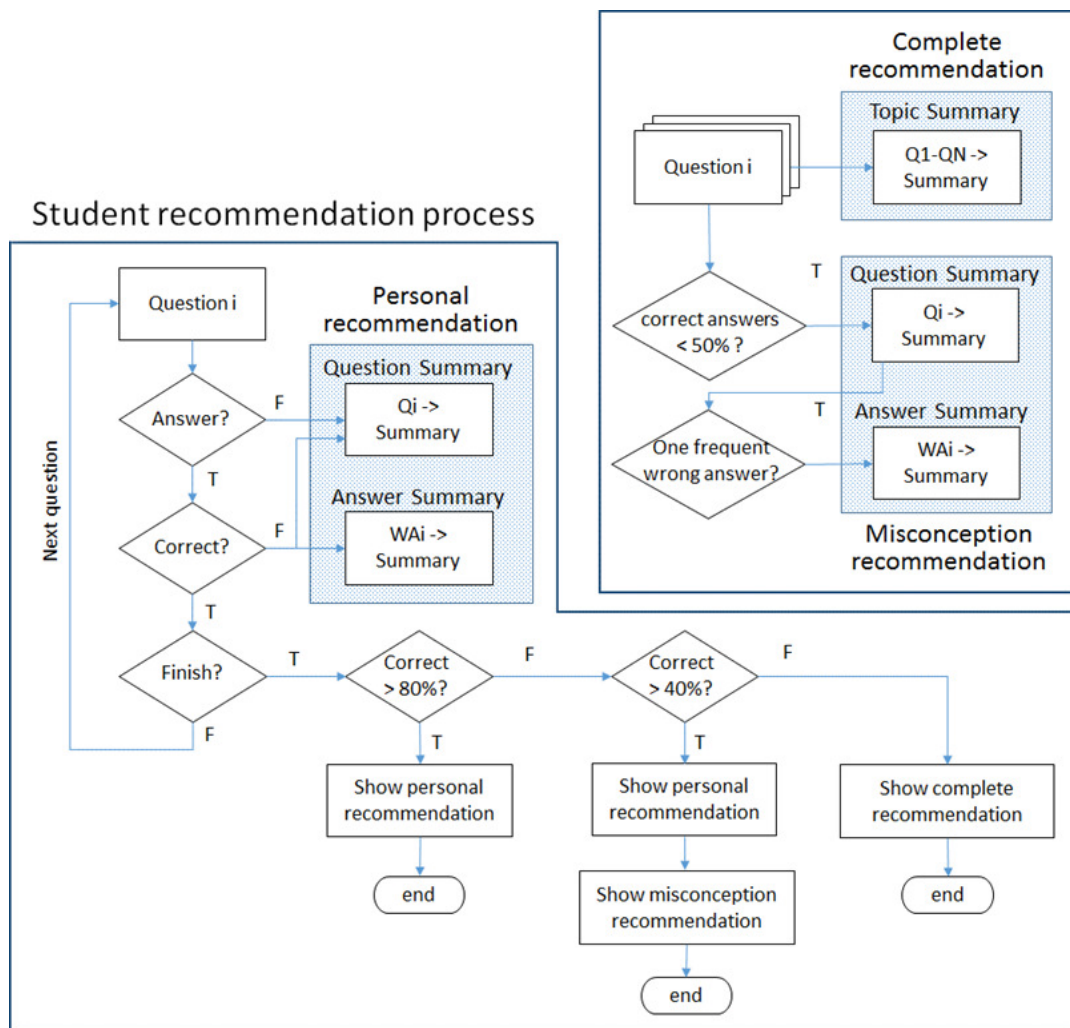 Complete
recommendation
Topic Summary
Q1-QN ->
Summary
Question i
T
Question Summary
Qi ->
Summary
correct answers
< 50% ?
T
Answer Summary
WAi ->
Summary
One frequent
wrong answer?
Misconception
recommendation
Student recommendation process
Question i
Personal
recommendation
Question Summary
Qi ->
Summary
Answer?
F
T
Answer Summary
WAi ->
Summary
Correct?
F
T
Next question
Finish?
T
F
Correct
> 80%?
F
T
Correct
> 40%?
F
T
Show personal
recommendation
end
Show personal
recommendation
Show misconception
recommendation
end
Show complete
recommendation
end